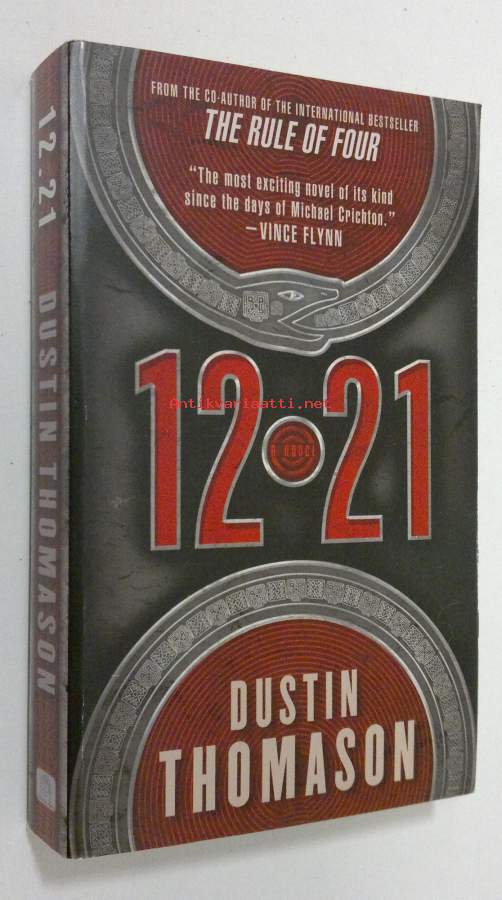 FROM THE CO-AUTHOR OF THE INTERNATIONAL BESTSELLER
THE RULE OF FOUR
“The most exciting novel of its kind
since the days of Michael Crichton.”
—VINCE FLYNN
12•21
A NOVEL
Antikvariaatti.net
DUSTIN
THOMASON
12.21 DUSTIN THOMASON